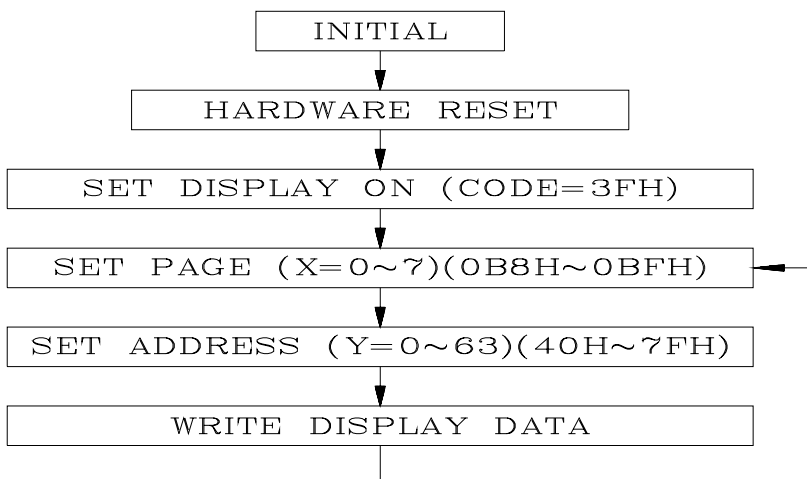 INITIAL
HARDWARE RESET
SET DISPLAY ON (CODE=3FH)
SET PAGE (X=0~7)(0B8H~0BFH)
SET ADDRESS (Y=0~63)(40H~7FH)
WRITE DISPLAY DATA